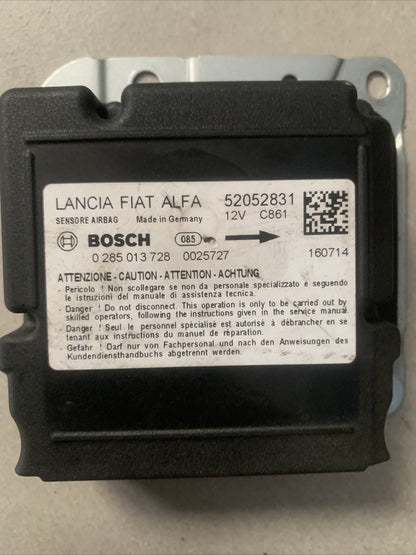 LANCIA FIAT ALFA 52052831
SENSORE AIRBAG Made in Germany 12V C861
BOSCH 085
0 285 013 728 0025727 160714
ATTENZIONE - CAUTION - ATTENTION - ACHTUNG
- Pericolo ! Non scollegare se non da personale specializzato e seguendo
le istruzioni del manuale di assistenza tecnica.
- Danger ! Do not disconnect. This operation is only to be carried out by
skilled operators, following the instructions given in the service manual.
- Danger ! Seul le personnel spécialisé est autorisé à débrancher en se
tenant aux instructions du manuel de réparation.
- Gefahr ! Darf nur von Fachpersonal und nach den Anweisungen des
Kundendiensthandbuchs abgetrennt werden.